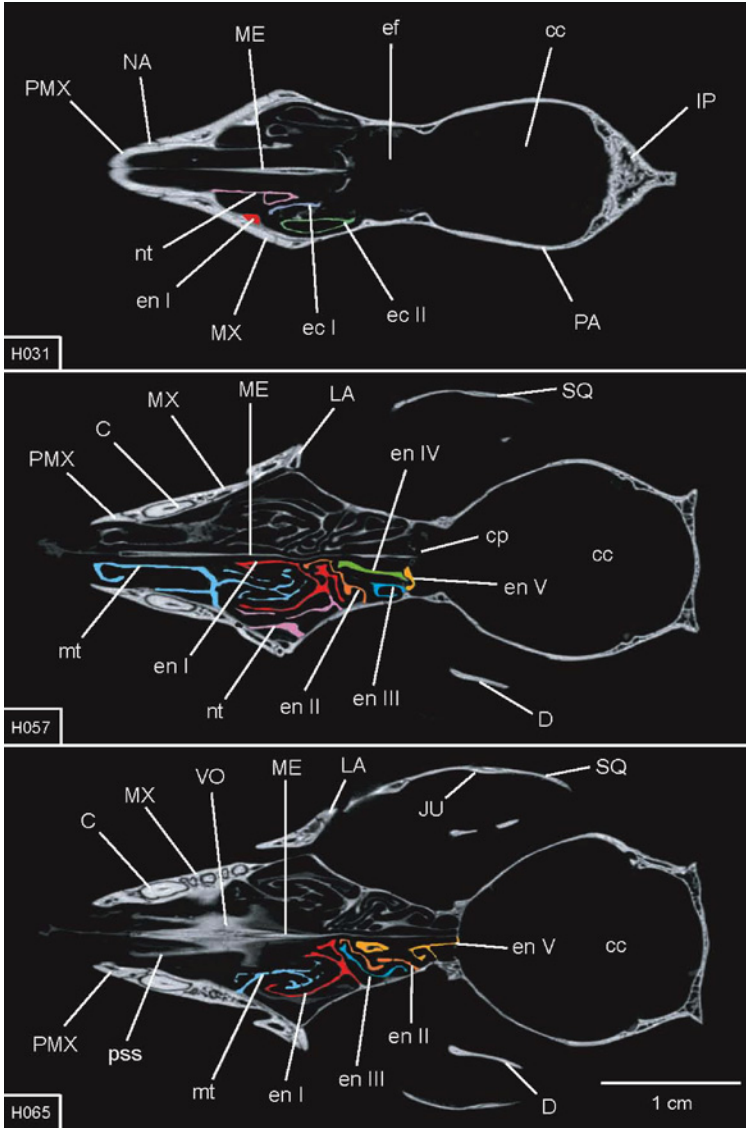 ME
ef
cc
NA
PMX
IP
nt
en I
MX
ec I
ec II
PA
H031
ME
LA
SQ
MX
C
PMX
en IV
cp
cc
en V
mt
en I
nt
en II
en III
D
H057
VO
ME
LA
SQ
MX
JU
C
en V
cc
en II
PMX
pss
mt
en I
en III
D
1 cm
H065